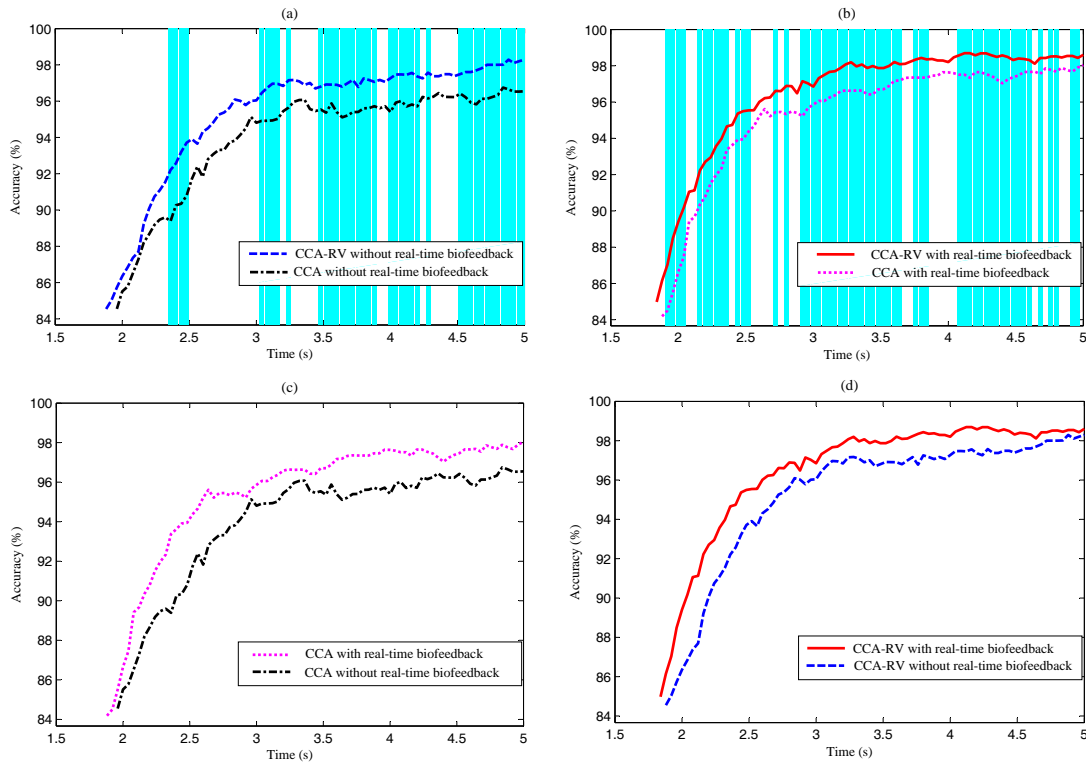 (a)
100
98
96
94
92
90
88
86
84
Accuracy (%)
CCA-RV without real-time biofeedback
CCA without real-time biofeedback
1.5 2 2.5 3 3.5 4 4.5 5
Time (s)
(b)
100
98
96
94
92
90
88
86
84
Accuracy (%)
CCA-RV with real-time biofeedback
CCA with real-time biofeedback
1.5 2 2.5 3 3.5 4 4.5 5
Time (s)
(c)
100
98
96
94
92
90
88
86
84
Accuracy (%)
CCA with real-time biofeedback
CCA without real-time biofeedback
1.5 2 2.5 3 3.5 4 4.5 5
Time (s)
(d)
100
98
96
94
92
90
88
86
84
Accuracy (%)
CCA-RV with real-time biofeedback
CCA-RV without real-time biofeedback
1.5 2 2.5 3 3.5 4 4.5 5
Time (s)